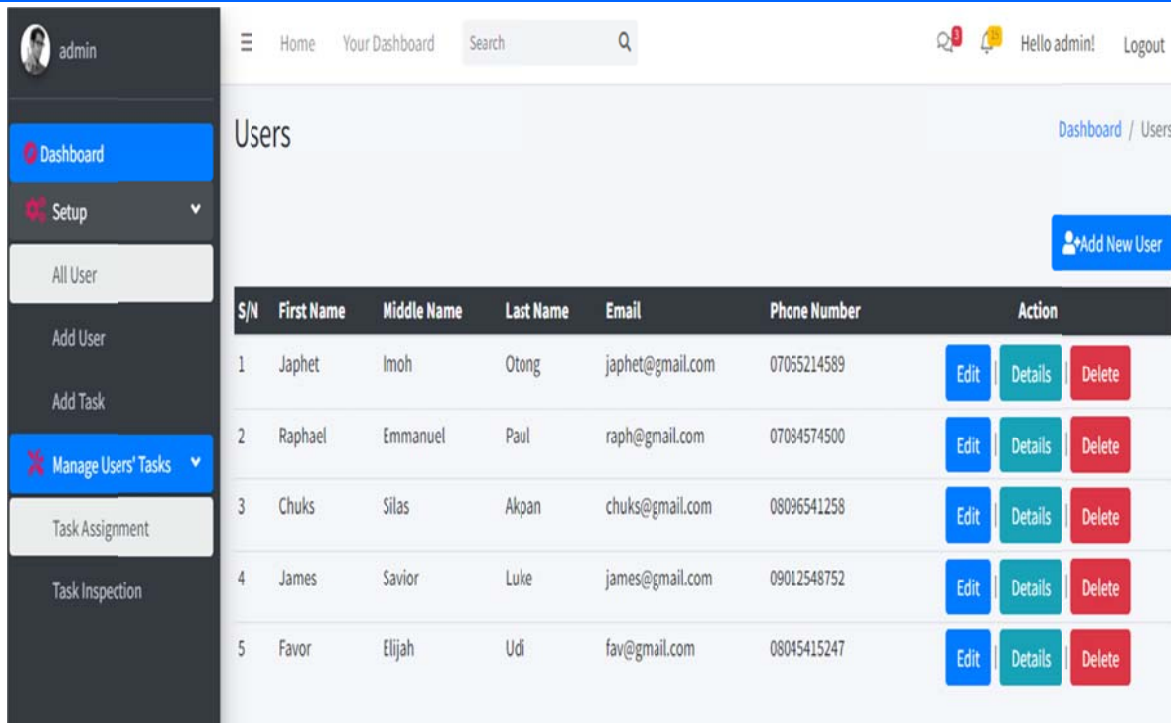 admin
Home Your Dashboard Search 3 15 Hello admin! Logout
Users
Dashboard / Users
Dashboard
Setup
All User
Add User
Add Task
Manage Users' Tasks
Task Assignment
Task Inspection
Add New User
S/N First Name Middle Name Last Name Email Phone Number Action
1 Japhet Imoh Otong japhet@gmail.com Edit | Details | Delete
2 Raphael Emmanuel Paul raph@gmail.com 07084574500 Edit | Details | Delete
3 Chuks Silas Akpan chuks@gmail.com 08096541258 Edit | Details | Delete
4 James Savior Luke james@gmail.com 09012548752 Edit | Details | Delete
5 Favor Elijah Udi fav@gmail.com 08045415247 Edit | Details | Delete